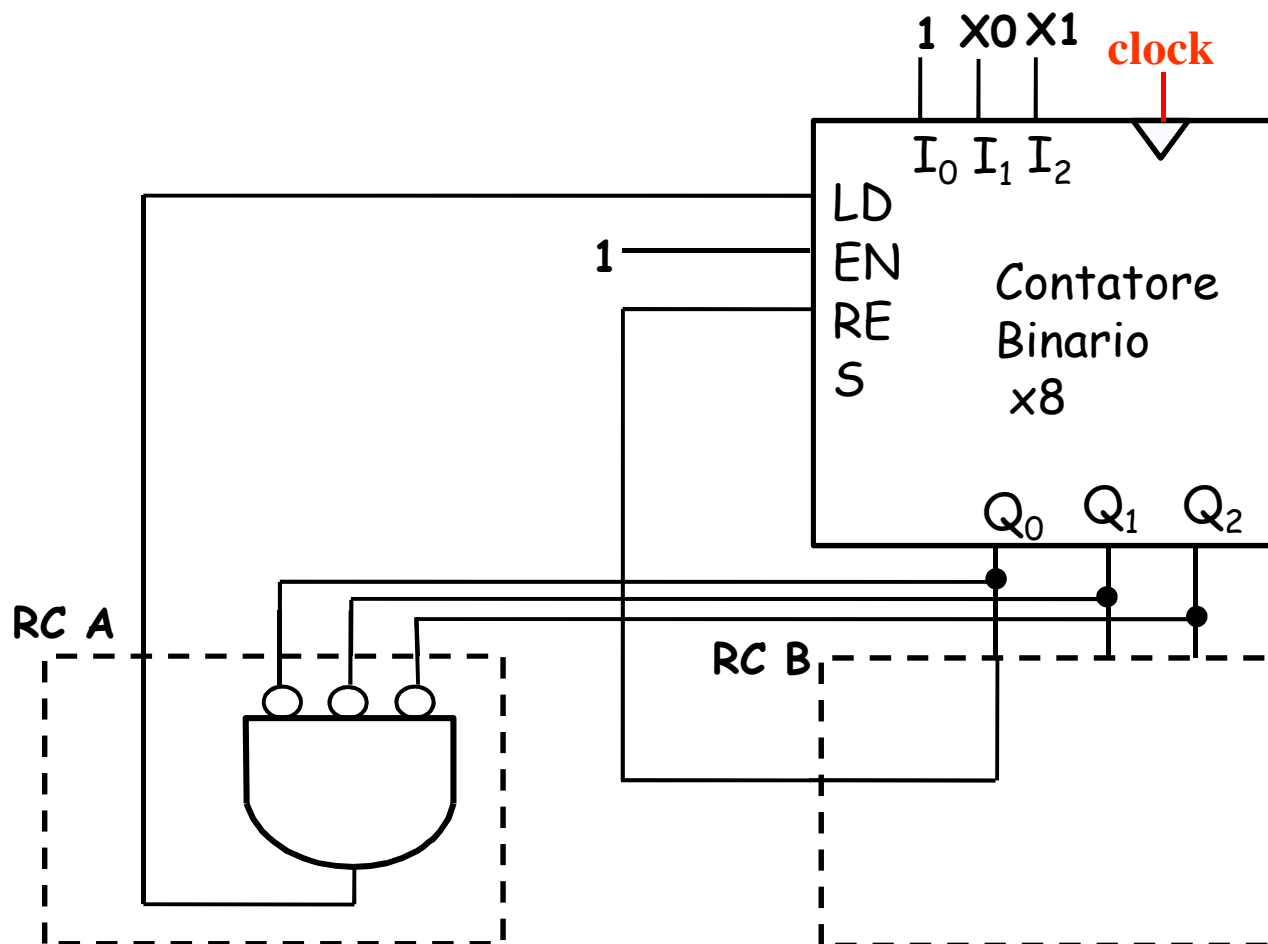 1 X0 X1 clock
I0 I1 I2
LD
1 EN
RE
S
Contatore
Binario
x8
Q0 Q1 Q2
RC A
RC B